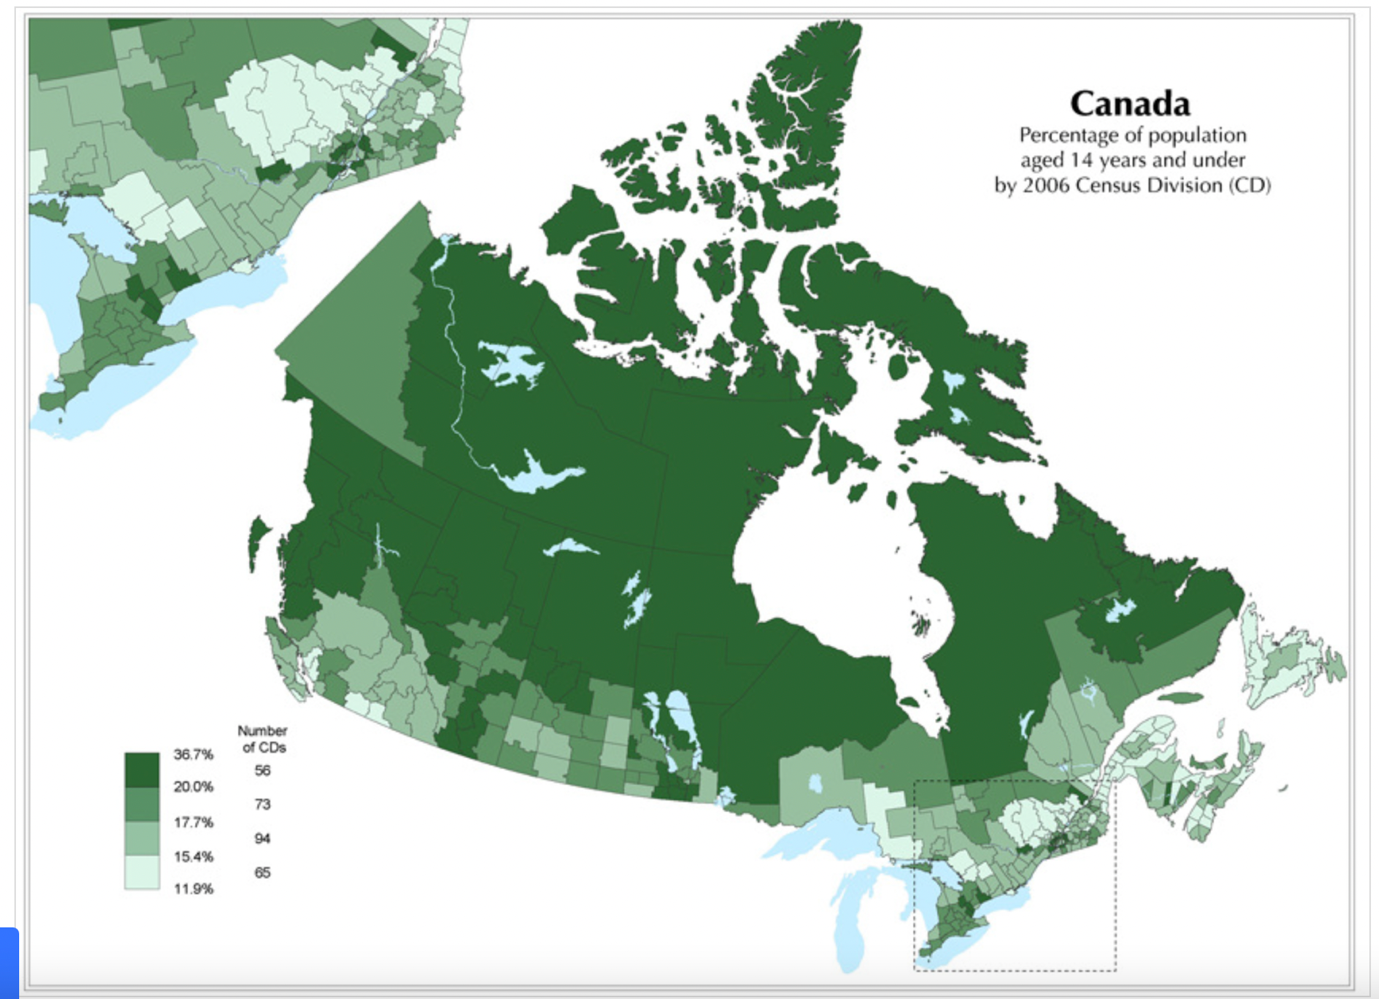 Canada
Percentage of population
aged 14 years and under
by 2006 Census Division (CD)
Number
of CDs
36.7%
56
20.0%
73
17.7%
94
15.4%
65
11.9%